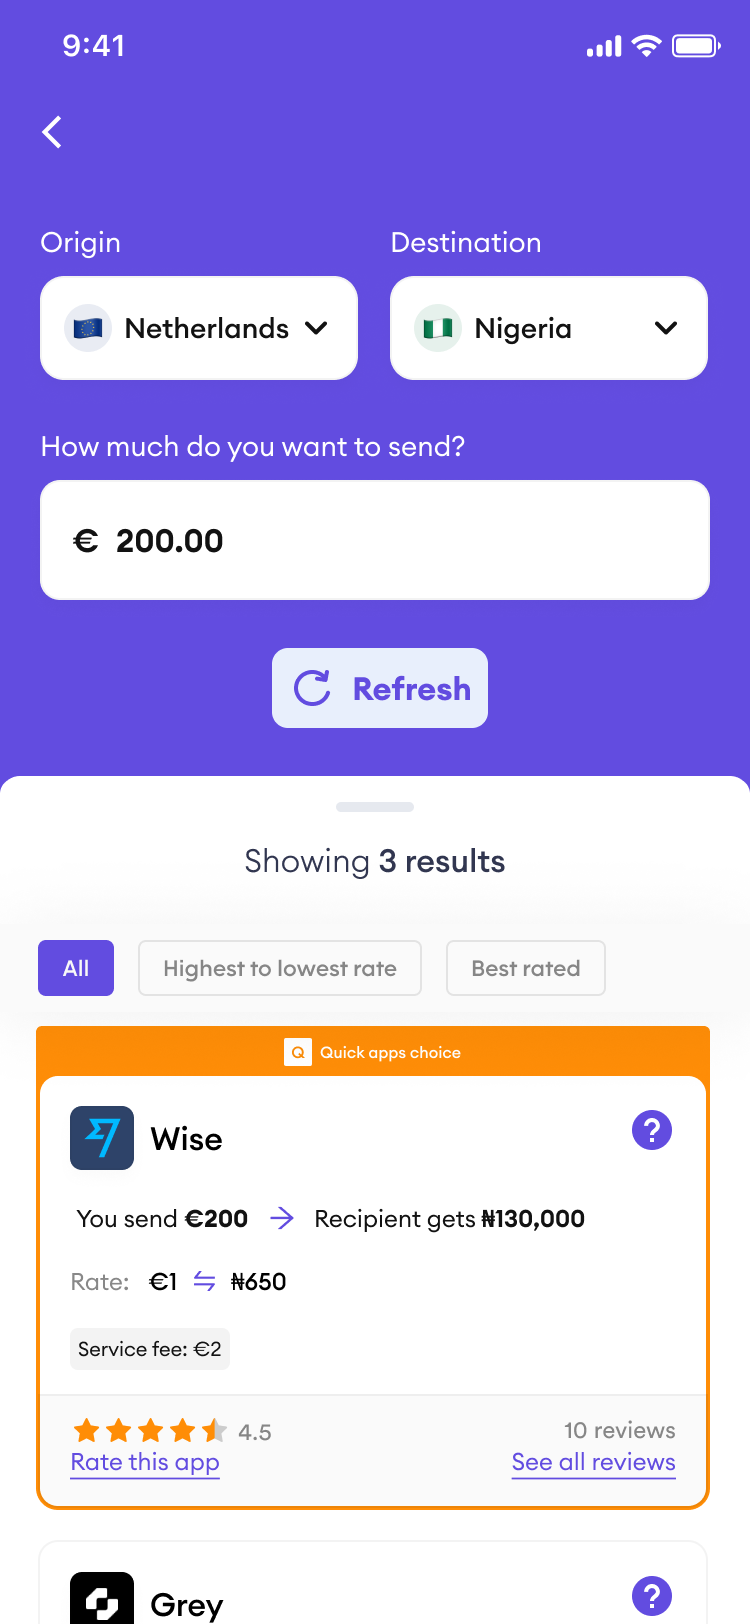 9:41
Origin
Destination
Netherlands
Nigeria
How much do you want to send?
€ 200.00
Refresh
Showing 3 results
All
Highest to lowest rate
Best rated
Q Quick apps choice
Wise
?
You send €200 → Recipient gets ₦130,000
Rate: €1 ⇆ ₦650
Service fee: €2
4.5
10 reviews
Rate this app
See all reviews
Grey
?